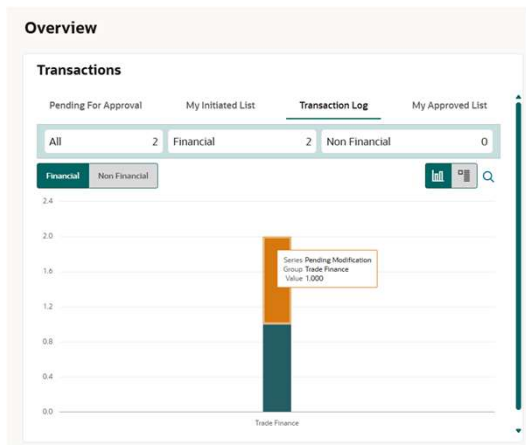 Overview
Transactions
Pending For Approval My Initiated List Transaction Log My Approved List
All 2 Financial 2 Non Financial 0
Financial Non Financial
2.4
2.0
Series Pending Modification
Group Trade Finance
Value 1.000
1.6
1.2
0.8
0.4
0.0
Trade Finance